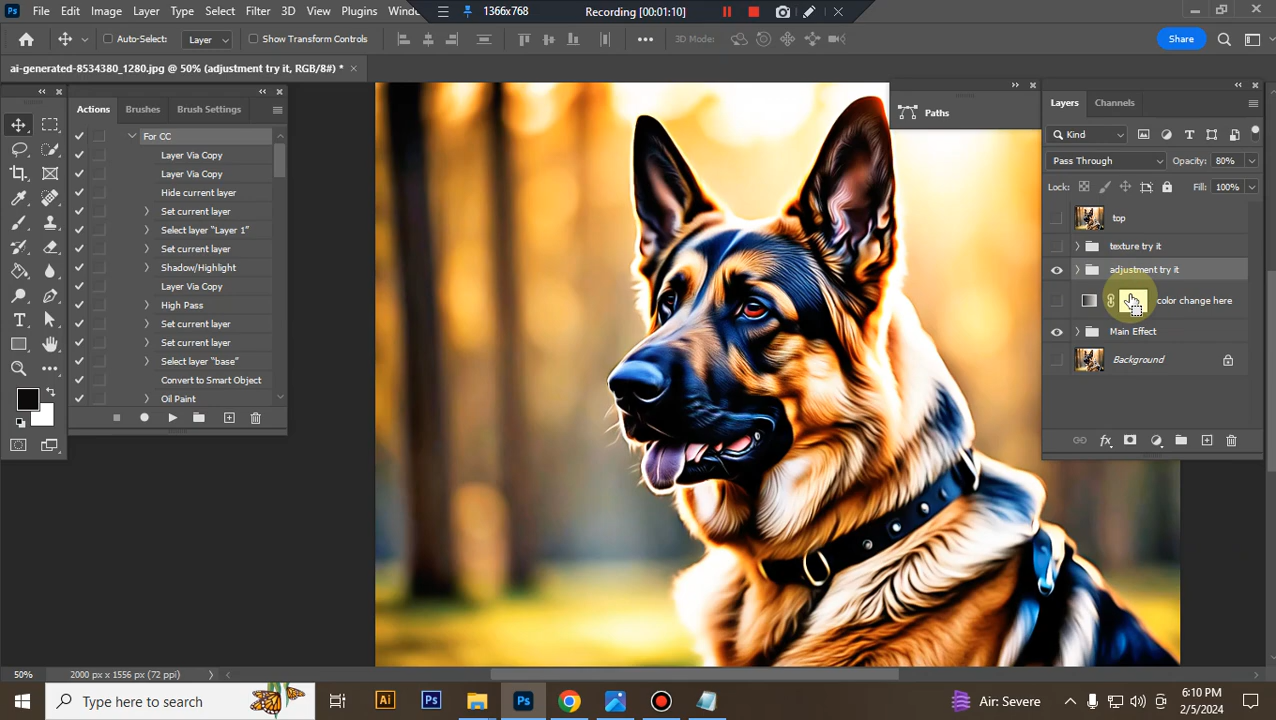 Ps File Edit Image Layer Type Select Filter 3D View Plugins Windo
1366x768 Recording [00:01:10]
Auto-Select: Layer Show Transform Controls 3D Mode: Share
ai-generated-8534380_1280.jpg @ 50% (adjustment try it, RGB/8#) *
Actions Brushes Brush Settings
For CC
Layer Via Copy
Layer Via Copy
Hide current layer
Set current layer
Select layer "Layer 1"
Set current layer
Shadow/Highlight
Layer Via Copy
High Pass
Set current layer
Set current layer
Select layer "base"
Convert to Smart Object
Oil Paint
Paths
Layers Channels
Kind
Pass Through Opacity: 80%
Lock: Fill: 100%
top
texture try it
adjustment try it
color change here
Main Effect
Background
50% 2000 px x 1556 px (72 ppi)
Type here to search
Ai Ps Ps
Air: Severe
:10 PM
2/5/2024